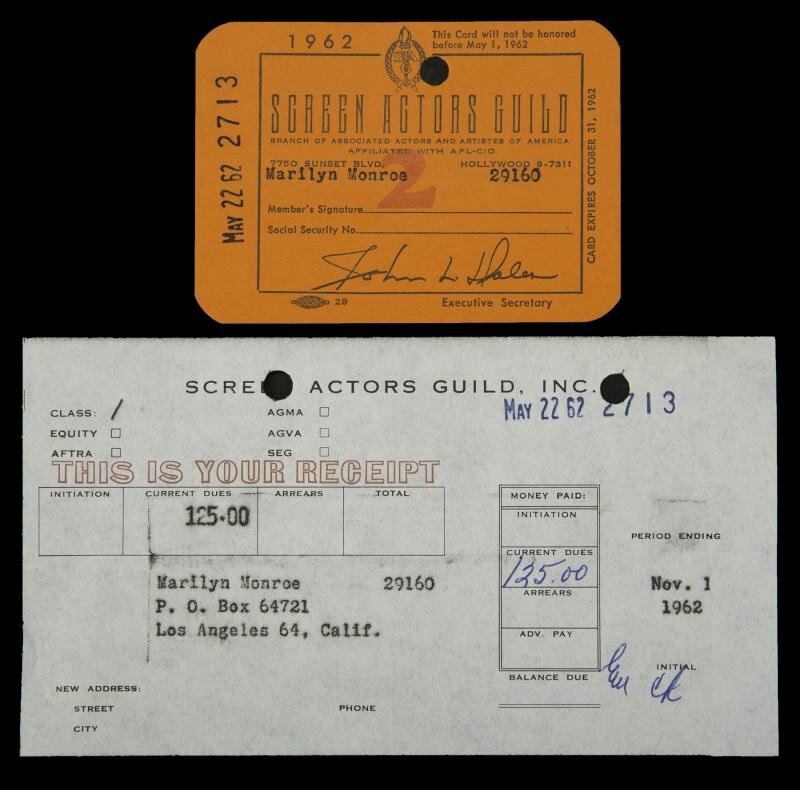 1962
This Card will not be honored
before May 1, 1962
MAY 22 62 2713
SCREEN ACTORS GUILD
BRANCH OF ASSOCIATED ACTORS AND ARTISTES OF AMERICA
AFFILIATED WITH AFL-CIO
7750 SUNSET BLVD. HOLLYWOOD 9-7311
2
Marilyn Monroe 29160
Member's Signature
Social Security No.
John L Dales
28 Executive Secretary
CARD EXPIRES OCTOBER 31, 1962
SCREE ACTORS GUILD, INC.
MAY 22 62 2713
CLASS: / AGMA
EQUITY AGVA
AFTRA SEG
THIS IS YOUR RECEIPT
INITIATION CURRENT DUES ARREARS TOTAL
125.00
Marilyn Monroe 29160
P. O. Box 64721
Los Angeles 64, Calif.
NEW ADDRESS:
STREET PHONE
CITY
MONEY PAID:
INITIATION
CURRENT DUES
125.00
ARREARS
ADV. PAY
BALANCE DUE
PERIOD ENDING
Nov. 1
1962
INITIAL
ck